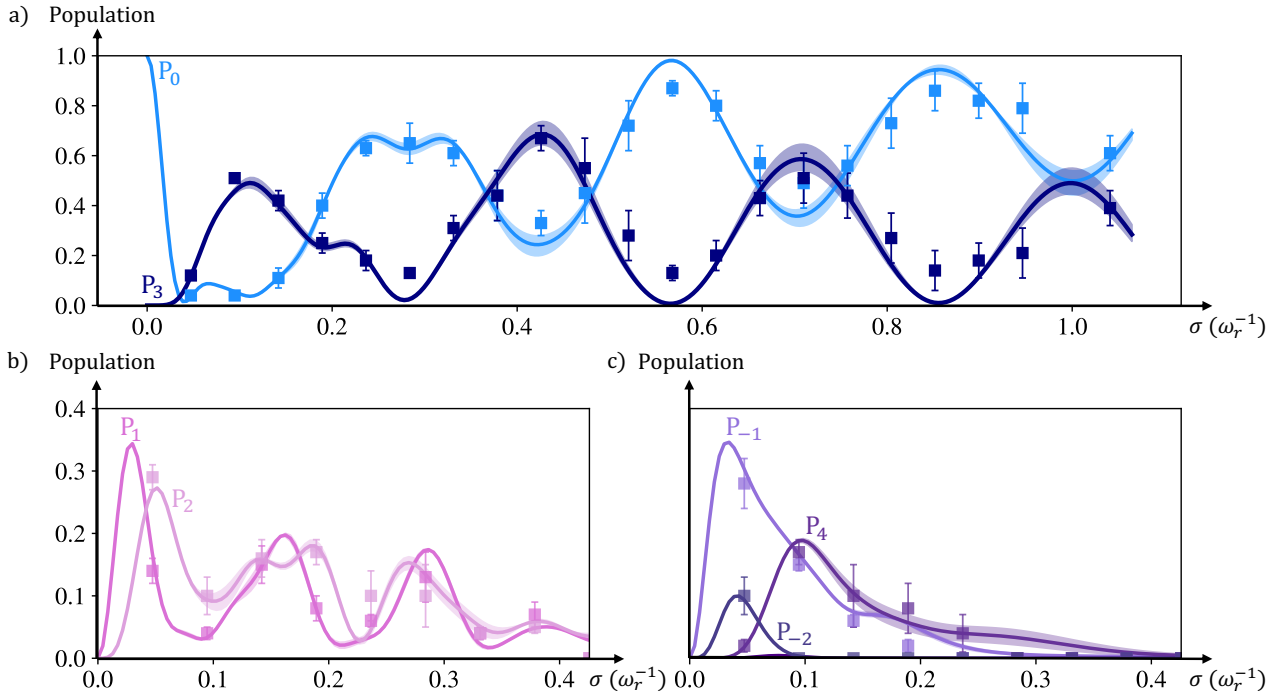 a) Population
1.0
0.8
0.6
0.4
0.2
0.0
P₀
P₃
0.0 0.2 0.4 0.6 0.8 1.0 σ (ωᵣ⁻¹)
b) Population
0.4
0.3
0.2
0.1
0.0
P₁
P₂
0.0 0.1 0.2 0.3 0.4 σ (ωᵣ⁻¹)
c) Population
P₋₁
P₄
P₋₂
0.0 0.1 0.2 0.3 0.4 σ (ωᵣ⁻¹)